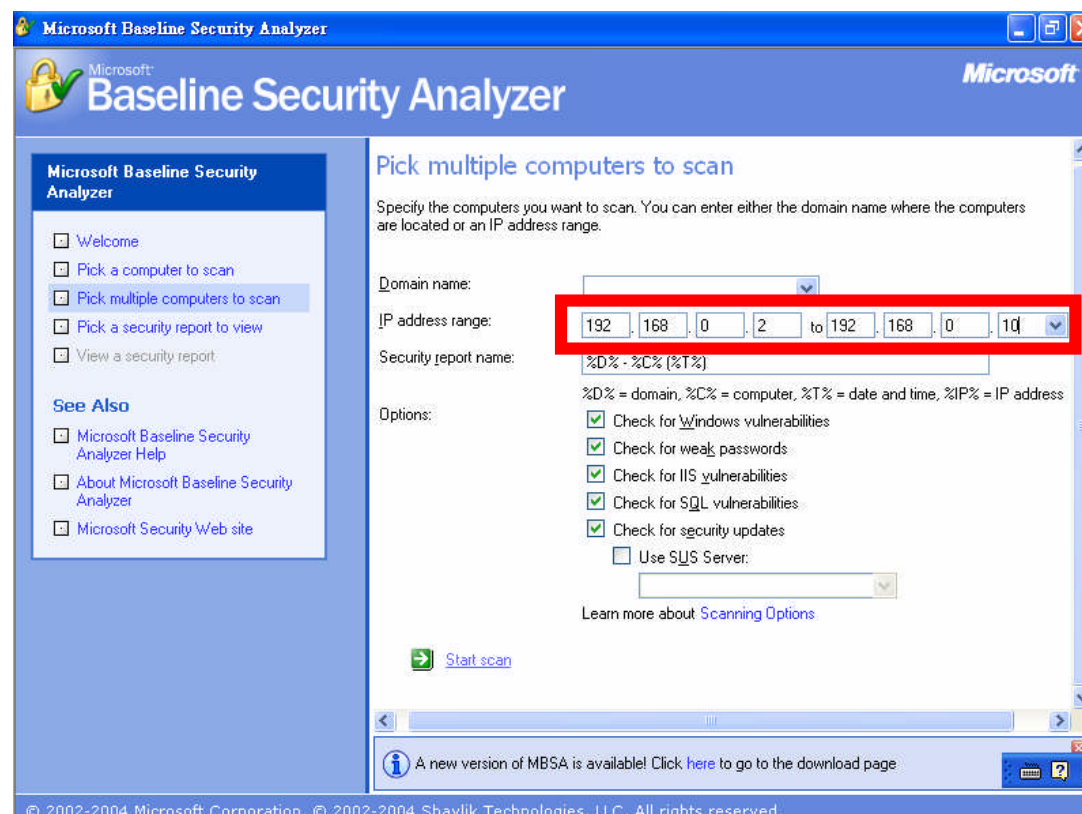 Microsoft Baseline Security Analyzer
Microsoft
Baseline Security Analyzer
Microsoft
Microsoft Baseline Security
Analyzer
Welcome
Pick a computer to scan
Pick multiple computers to scan
Pick a security report to view
View a security report
See Also
Microsoft Baseline Security
Analyzer Help
About Microsoft Baseline Security
Analyzer
Microsoft Security Web site
Pick multiple computers to scan
Specify the computers you want to scan. You can enter either the domain name where the computers
are located or an IP address range.
Domain name:
IP address range: 192 . 168 . 0 . 2 to 192 . 168 . 0 . 10
Security report name: %D% - %C% (%T%)
%D% = domain, %C% = computer, %T% = date and time, %IP% = IP address
Options:
Check for Windows vulnerabilities
Check for weak passwords
Check for IIS vulnerabilities
Check for SQL vulnerabilities
Check for security updates
Use SUS Server:
Learn more about Scanning Options
Start scan
A new version of MBSA is available! Click here to go to the download page
© 2002-2004 Microsoft Corporation, © 2002-2004 Shavlik Technologies, LLC. All rights reserved.